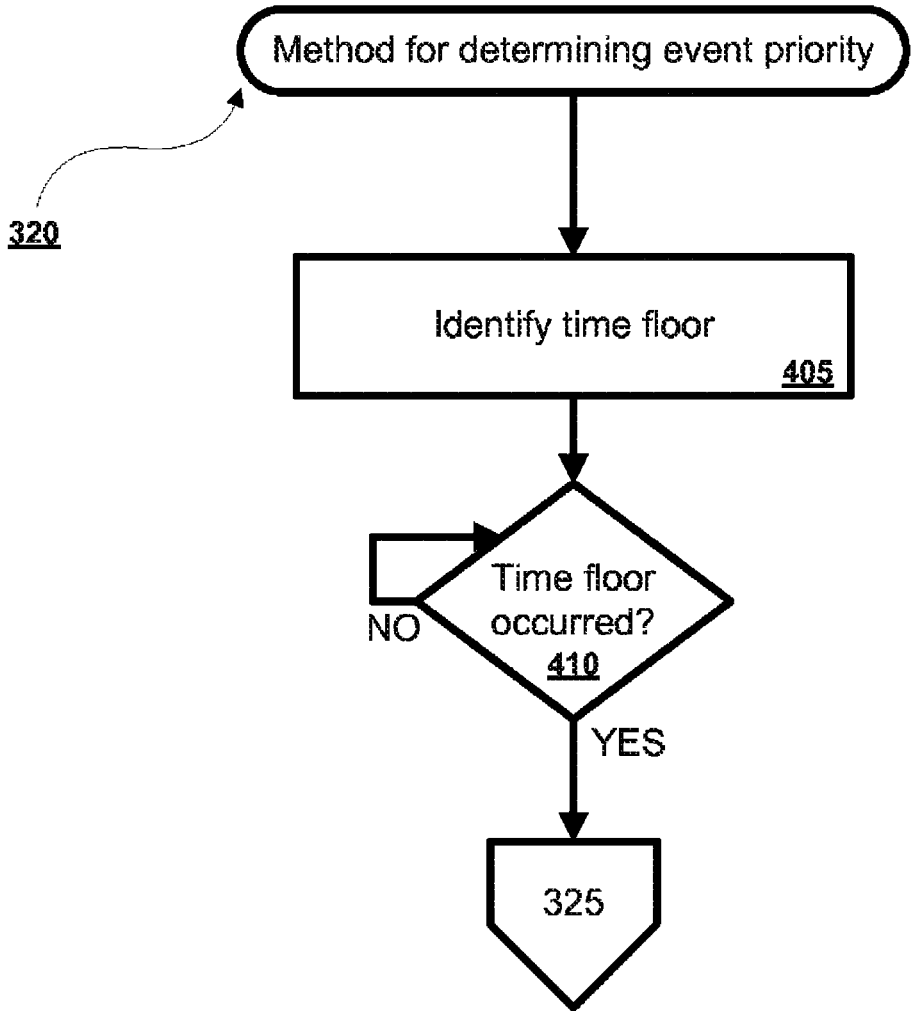 Method for determining event priority
320
Identify time floor
405
Time floor
occurred?
NO
410
YES
325